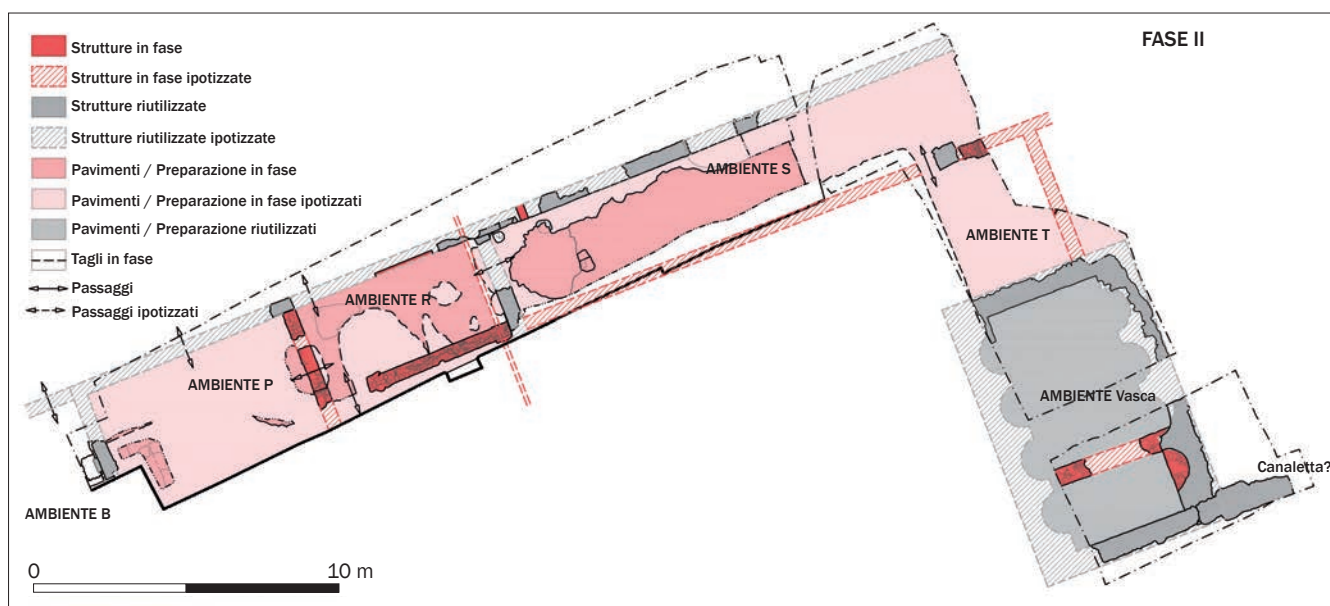 FASE II
Strutture in fase
Strutture in fase ipotizzate
Strutture riutilizzate
Strutture riutilizzate ipotizzate
Pavimenti / Preparazione in fase
Pavimenti / Preparazione in fase ipotizzati
Pavimenti / Preparazione riutilizzati
Tagli in fase
Passaggi
Passaggi ipotizzati
AMBIENTE S
AMBIENTE T
AMBIENTE R
AMBIENTE P
AMBIENTE Vasca
Canaletta?
AMBIENTE B
0 10 m